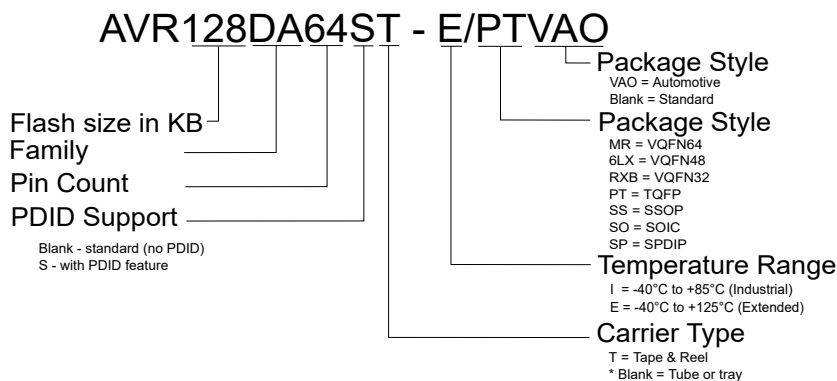 AVR128DA64ST - E/PTVAO
Flash size in KB
Family
Pin Count
PDID Support
Blank - standard (no PDID)
S - with PDID feature
Package Style
VAO = Automotive
Blank = Standard
Package Style
MR = VQFN64
6LX = VQFN48
RXB = VQFN32
PT = TQFP
SS = SSOP
SO = SOIC
SP = SPDIP
Temperature Range
I = -40°C to +85°C (Industrial)
E = -40°C to +125°C (Extended)
Carrier Type
T = Tape & Reel
* Blank = Tube or tray